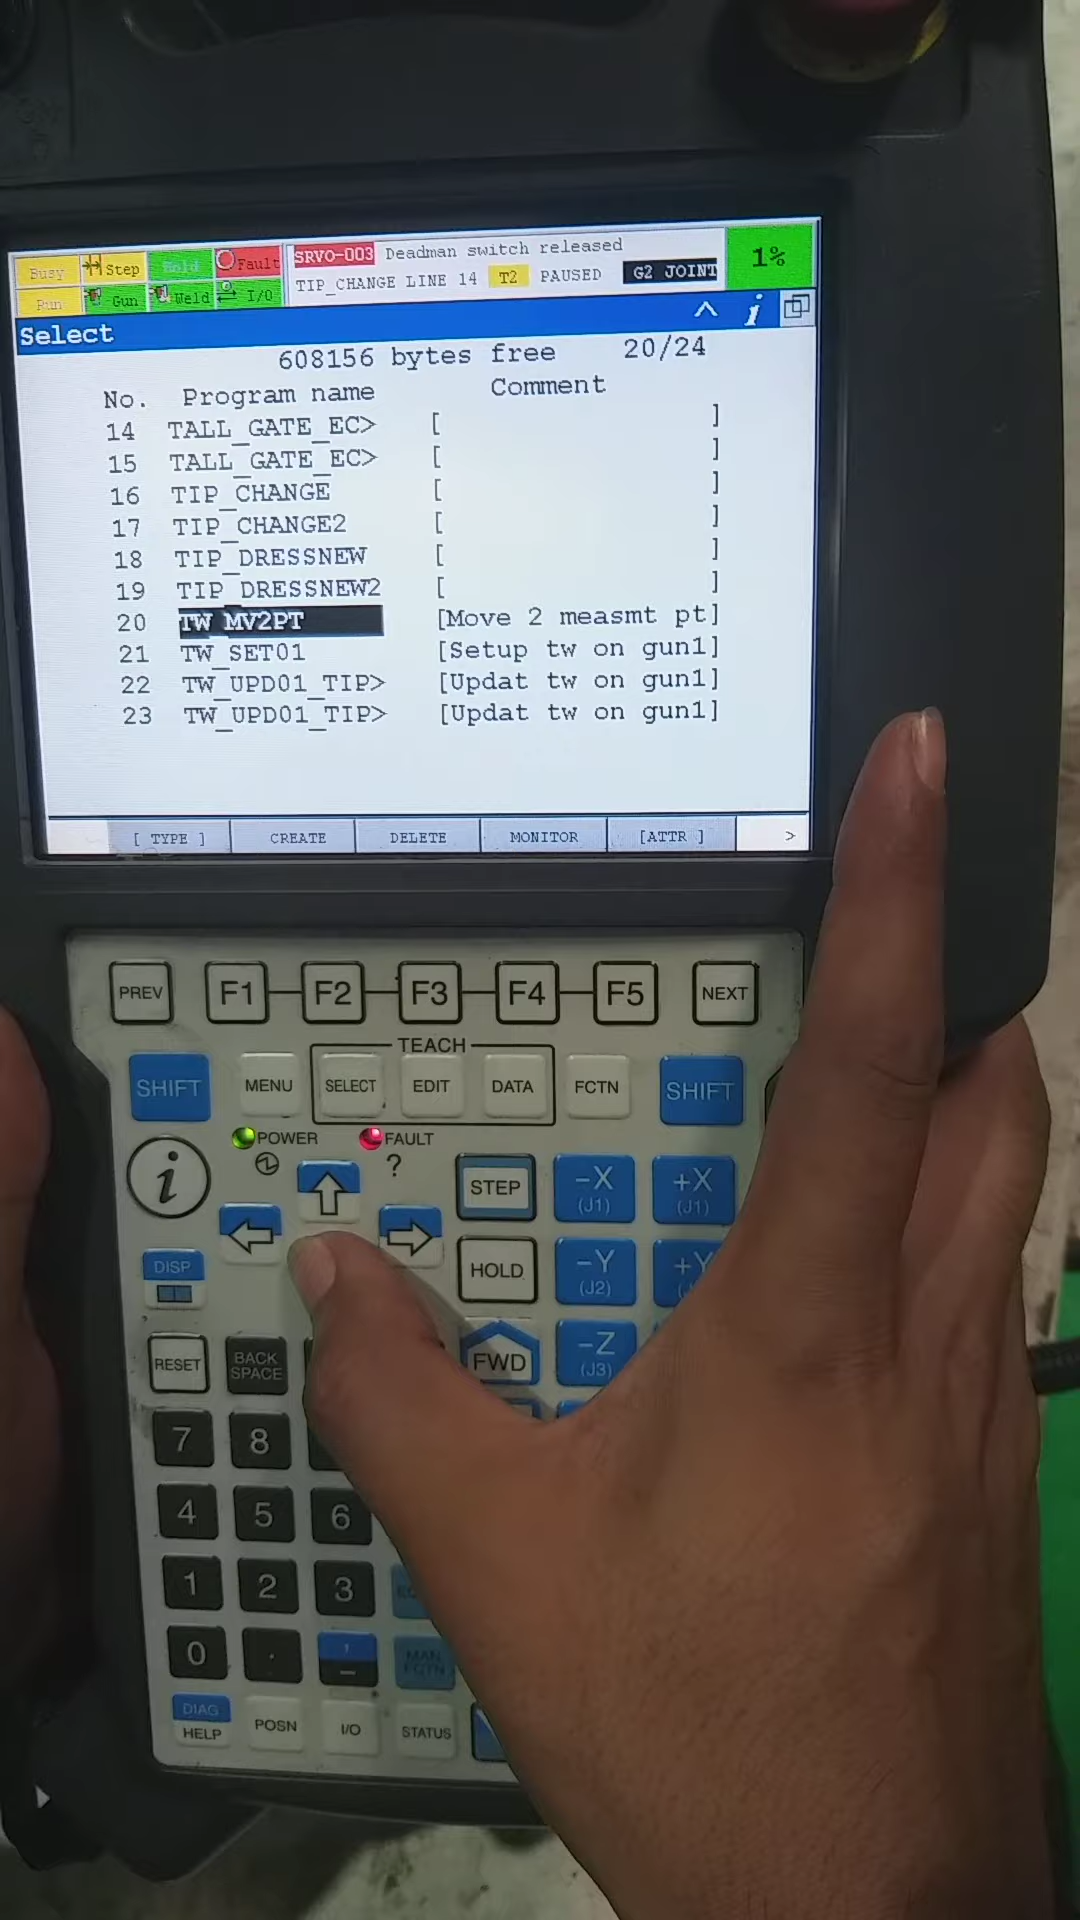 Busy Step Hold Fault SRVO-003 Deadman switch released
Run Gun Weld I/O TIP_CHANGE LINE 14 T2 PAUSED G2 JOINT 1%
Select
608156 bytes free 20/24
No. Program name Comment
14 TALL_GATE_EC> [ ]
15 TALL_GATE_EC> [ ]
16 TIP_CHANGE [ ]
17 TIP_CHANGE2 [ ]
18 TIP_DRESSNEW [ ]
19 TIP_DRESSNEW2 [ ]
20 TW_MV2PT [Move 2 measmt pt]
21 TW_SET01 [Setup tw on gun1]
22 TW_UPD01_TIP> [Updat tw on gun1]
23 TW_UPD01_TIP> [Updat tw on gun1]
[ TYPE ] CREATE DELETE MONITOR [ATTR ] >
PREV F1 F2 F3 F4 F5 NEXT
TEACH
SHIFT MENU SELECT EDIT DATA FCTN SHIFT
POWER FAULT
i ? STEP -X (J1) +X (J1)
DISP HOLD -Y (J2) +Y
RESET BACK SPACE FWD -Z (J3)
7 8
4 5 6
1 2 3
0 . , -
MAN FCTN
DIAG HELP POSN I/O STATUS